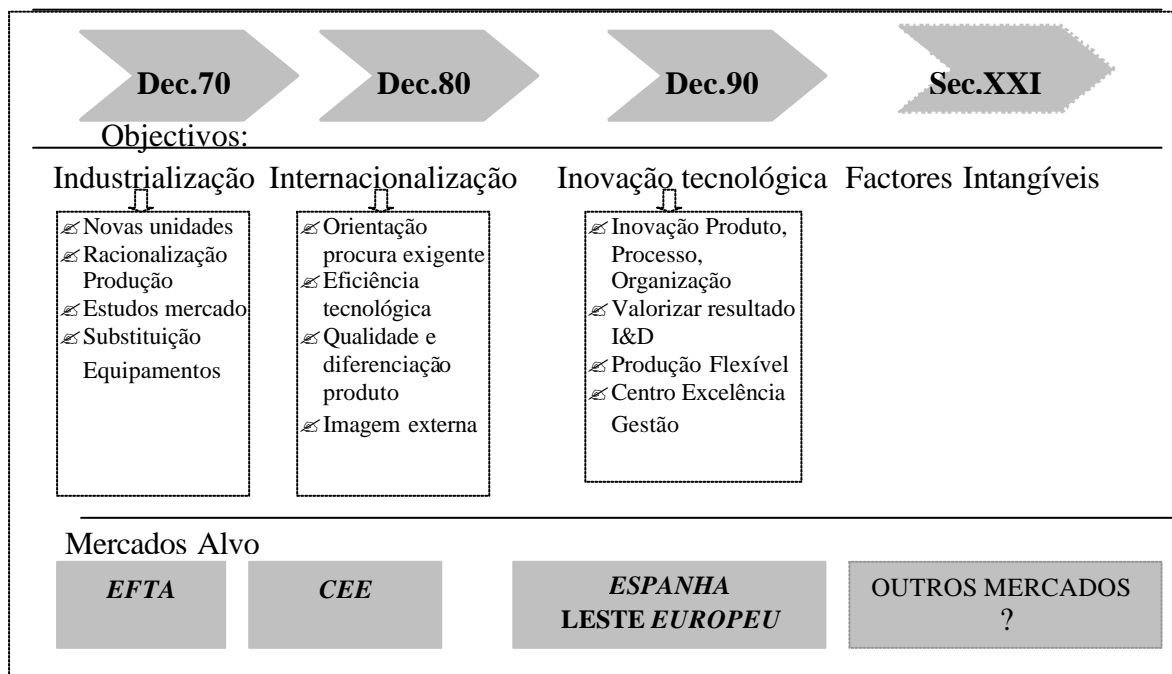 Dec.70
Dec.80
Dec.90
Sec.XXI
Objectivos:
Industrialização
Internacionalização
Inovação tecnológica
Factores Intangíveis
Novas unidades
Racionalização
Produção
Estudos mercado
Substituição
Equipamentos
Orientação
procura exigente
Eficiência
tecnológica
Qualidade e
diferenciação
produto
Imagem externa
Inovação Produto,
Processo,
Organização
Valorizar resultado
I&D
Produção Flexível
Centro Excelência
Gestão
Mercados Alvo
EFTA
CEE
ESPANHA
LESTE EUROPEU
OUTROS MERCADOS
?